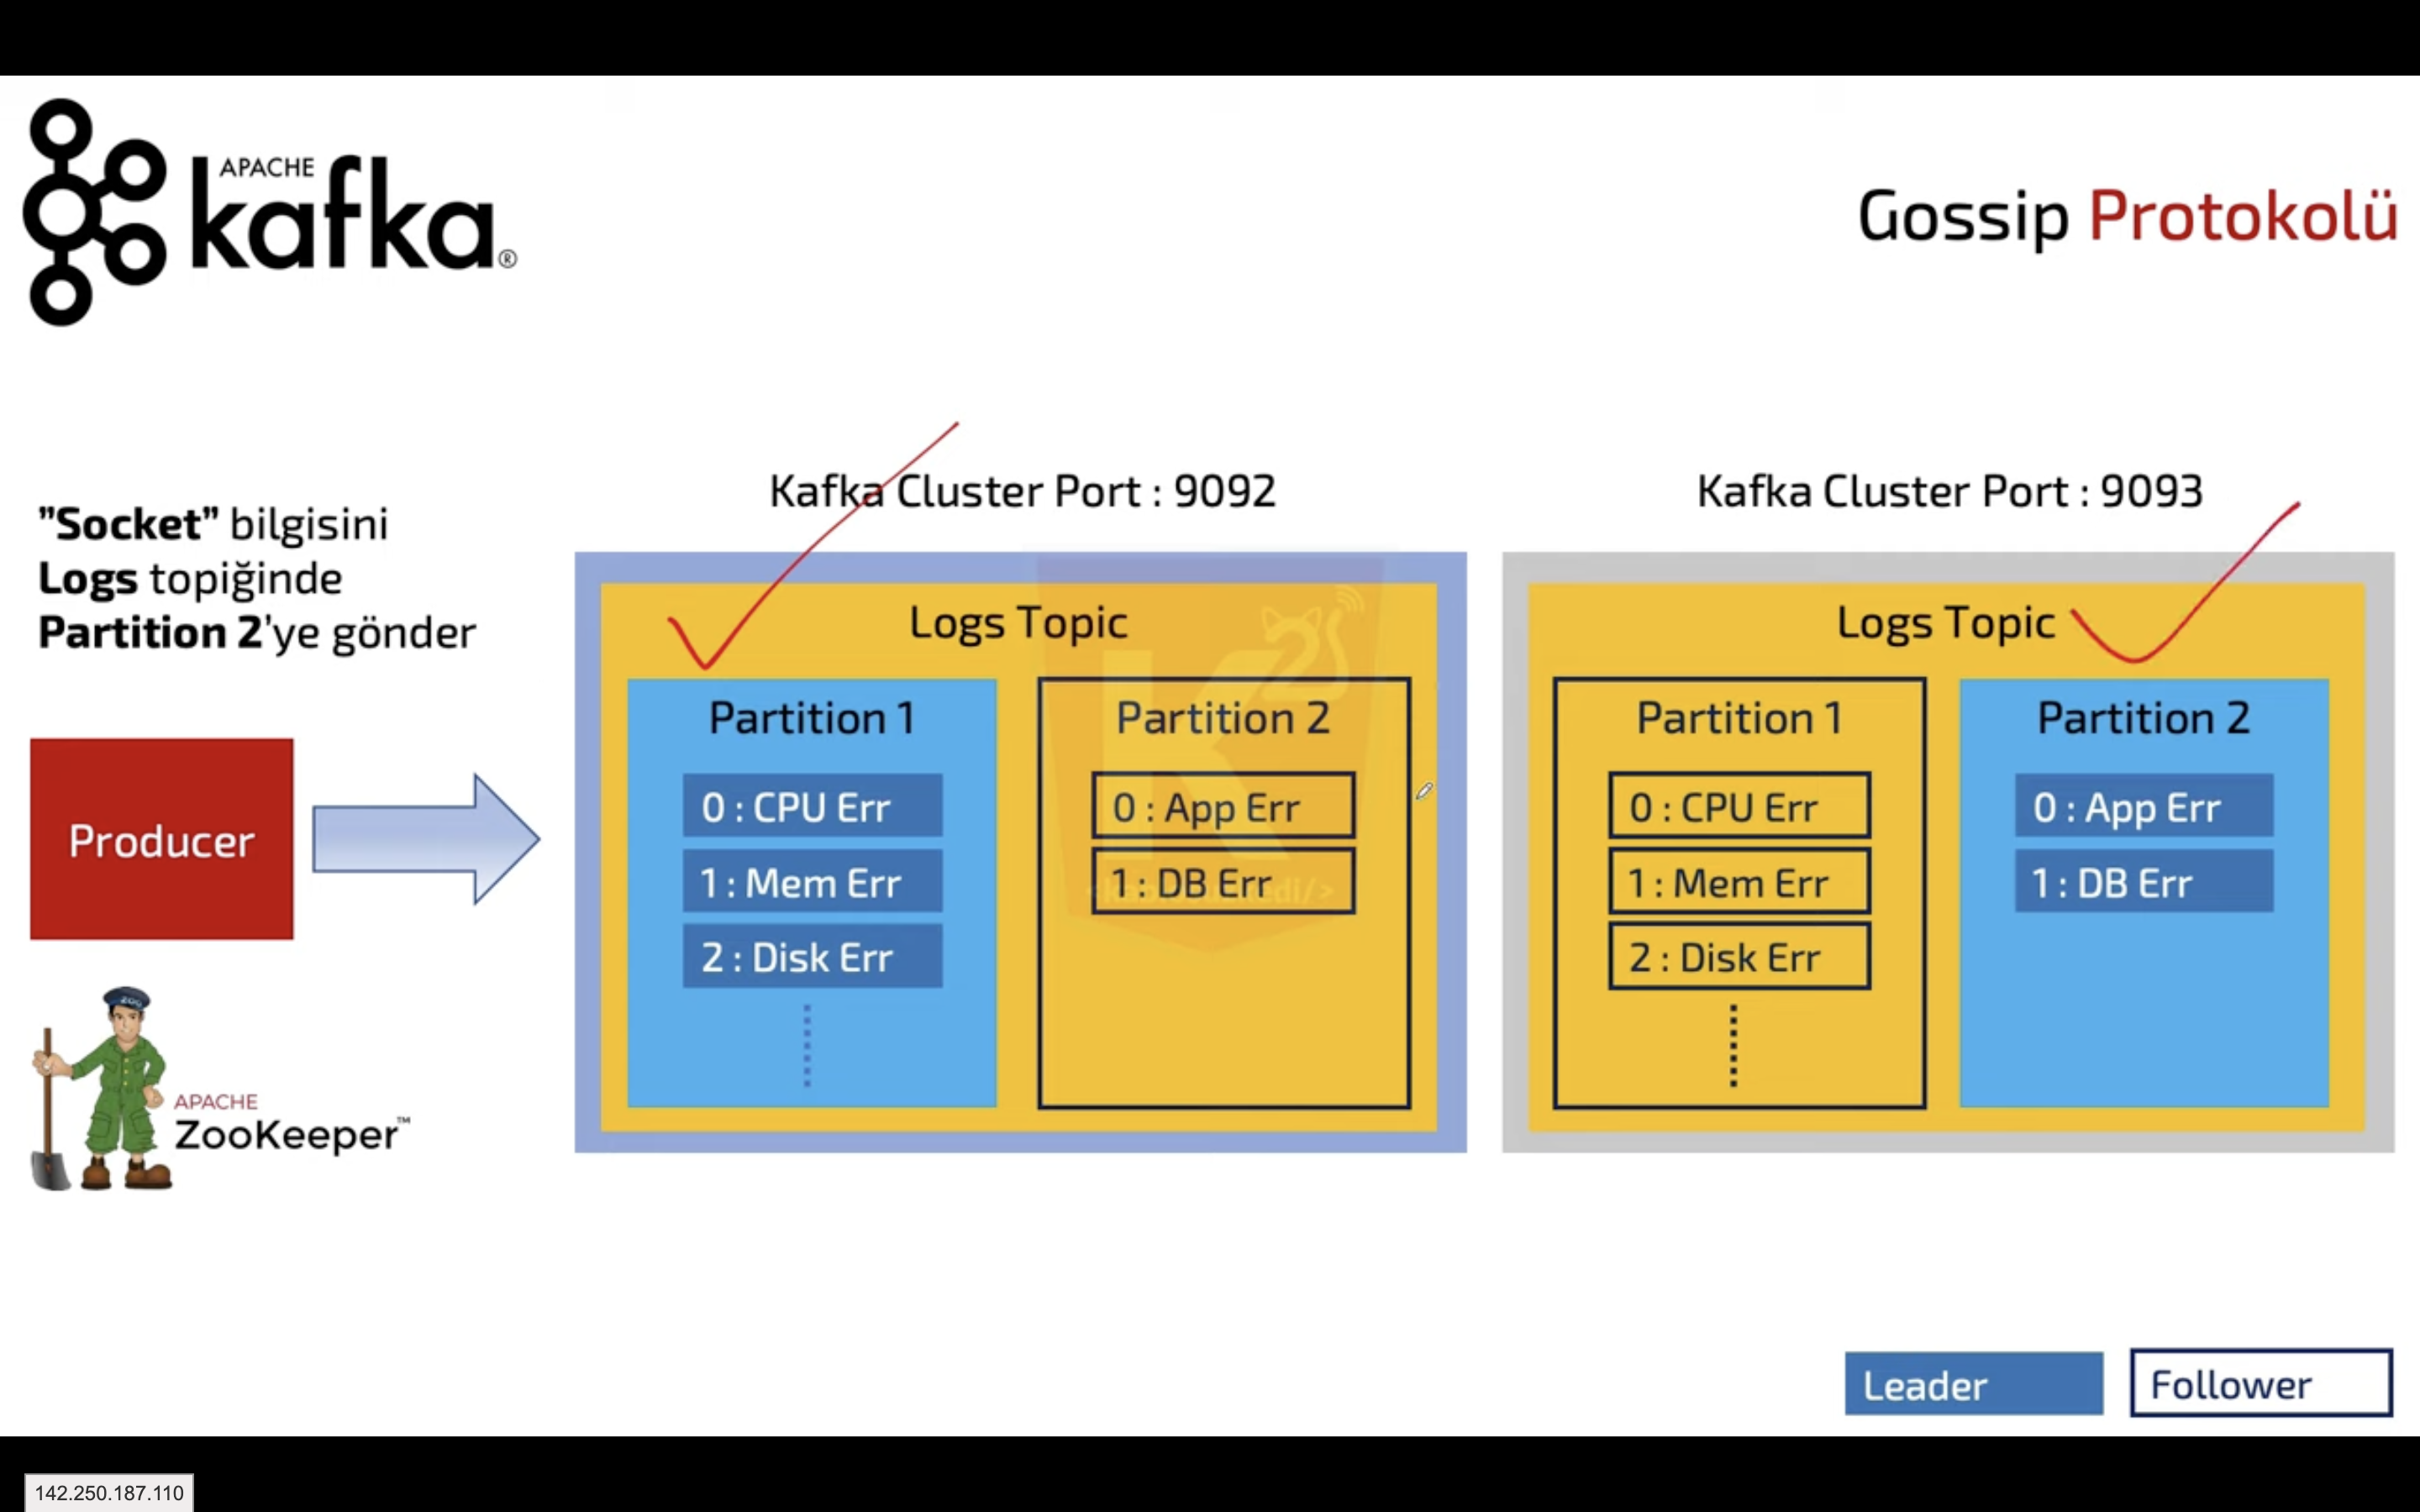 APACHE
kafka®
Gossip Protokolü
"Socket" bilgisini
Logs topiğinde
Partition 2'ye gönder
Producer
ZOO
APACHE
ZooKeeper™
Kafka Cluster Port : 9092
Logs Topic
Partition 1
0 : CPU Err
1 : Mem Err
2 : Disk Err
Partition 2
0 : App Err
1 : DB Err
Kafka Cluster Port : 9093
Logs Topic
Partition 1
0 : CPU Err
1 : Mem Err
2 : Disk Err
Partition 2
0 : App Err
1 : DB Err
Leader
Follower
142.250.187.110